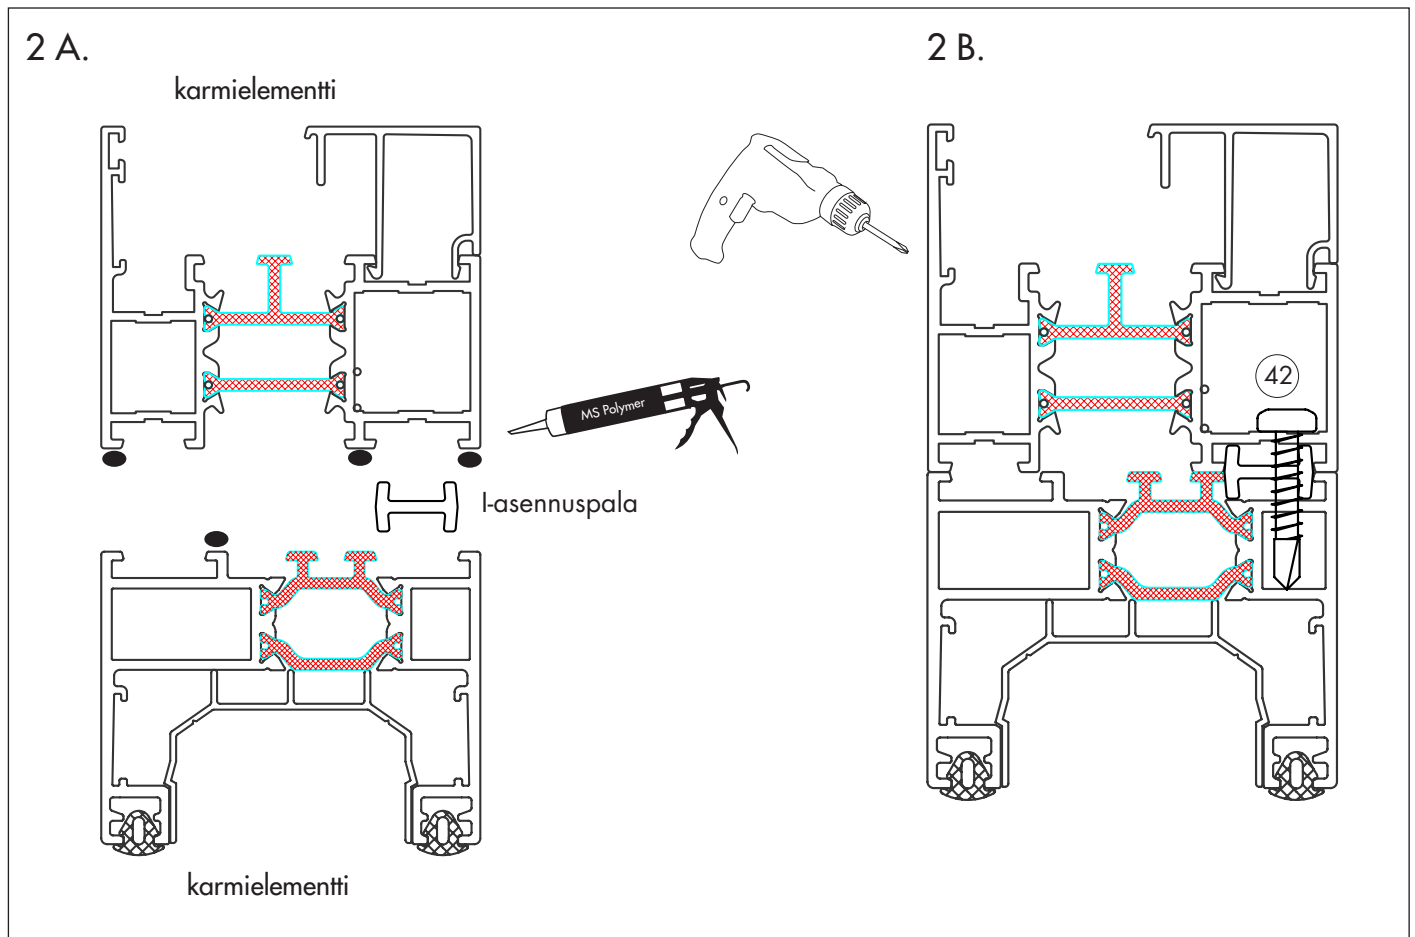 2 A.
karmielementti
MS Polymer
I-asennuspala
karmielementti
2 B.
42